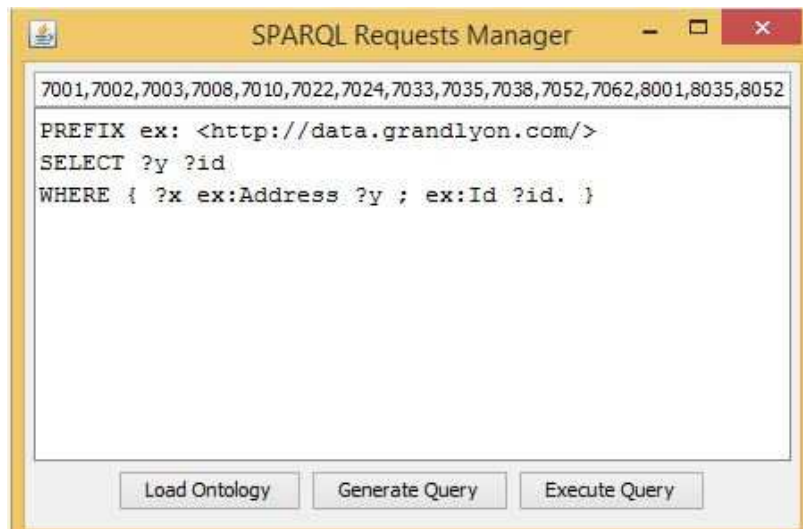 SPARQL Requests Manager
7001,7002,7003,7008,7010,7022,7024,7033,7035,7038,7052,7062,8001,8035,8052
PREFIX ex: <http://data.grandlyon.com/>
SELECT ?y ?id
WHERE { ?x ex:Address ?y ; ex:Id ?id. }
Load Ontology
Generate Query
Execute Query